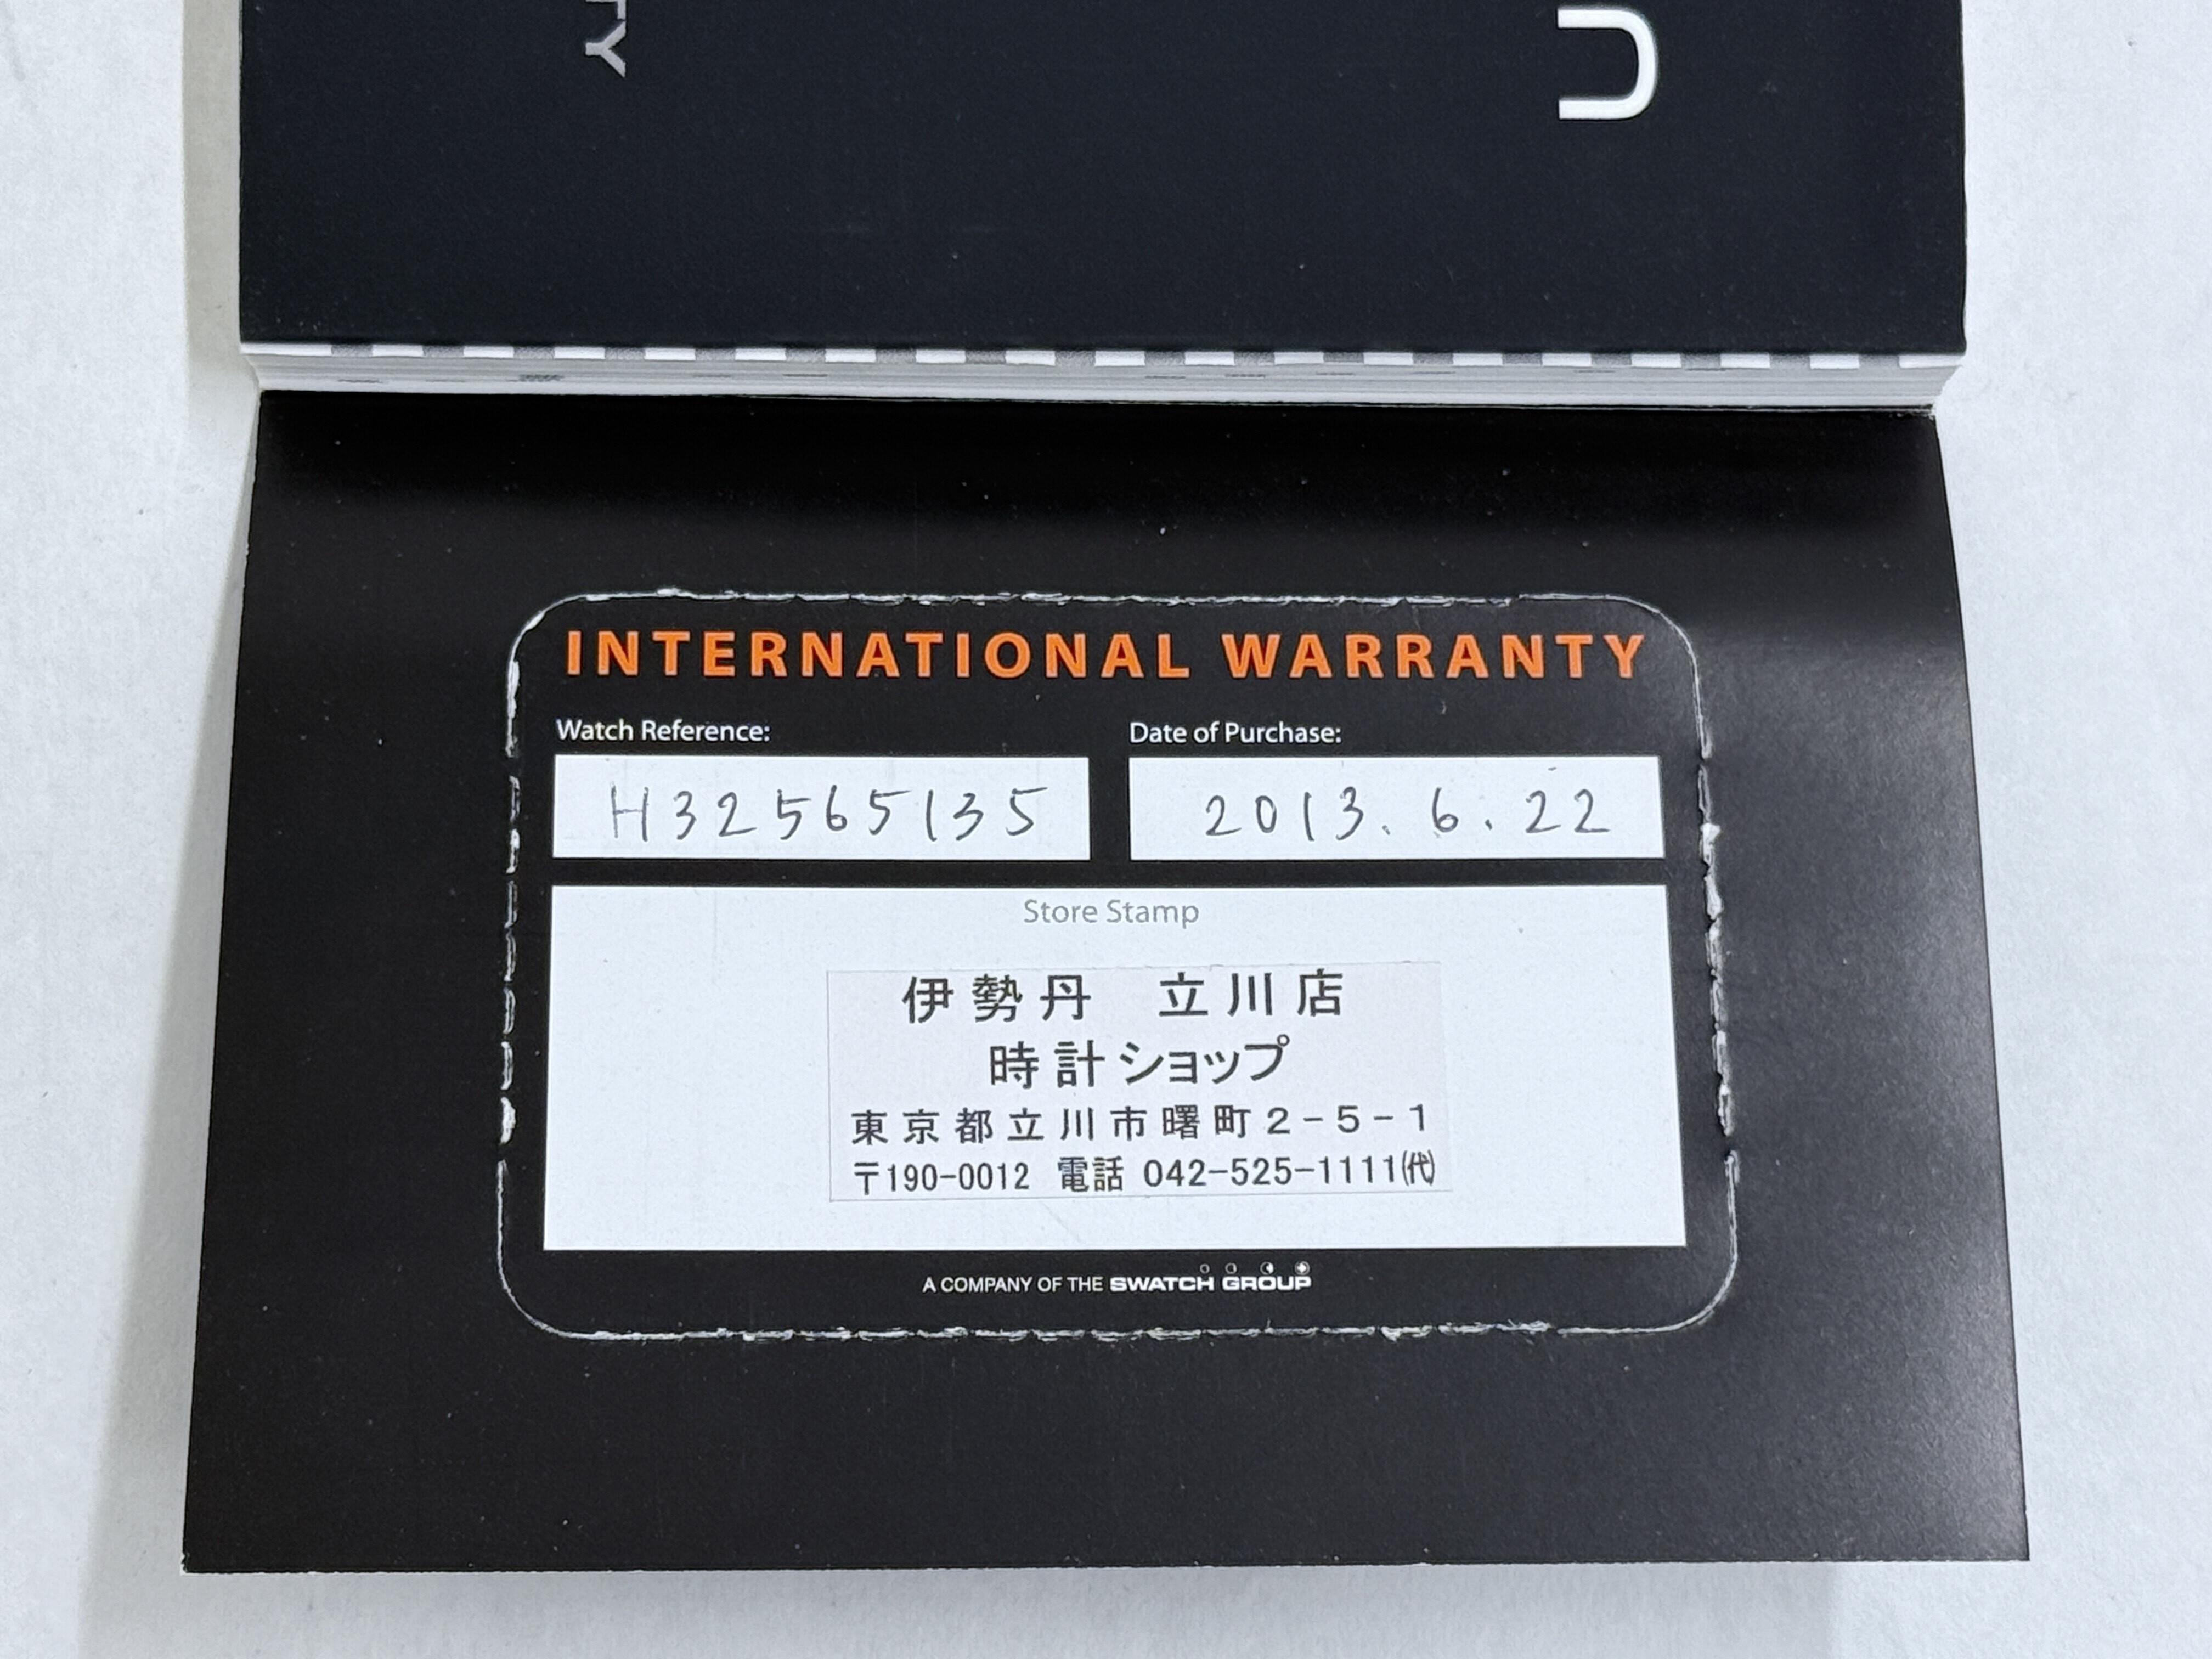 TY
n
INTERNATIONAL WARRANTY
Watch Reference:
Date of Purchase:
H32565135
2013.6.22
Store Stamp
伊勢丹 立川店
時計ショップ
東京都立川市曙町2-5-1
〒190-0012 電話 042-525-1111㈹
A COMPANY OF THE SWATCH GROUP